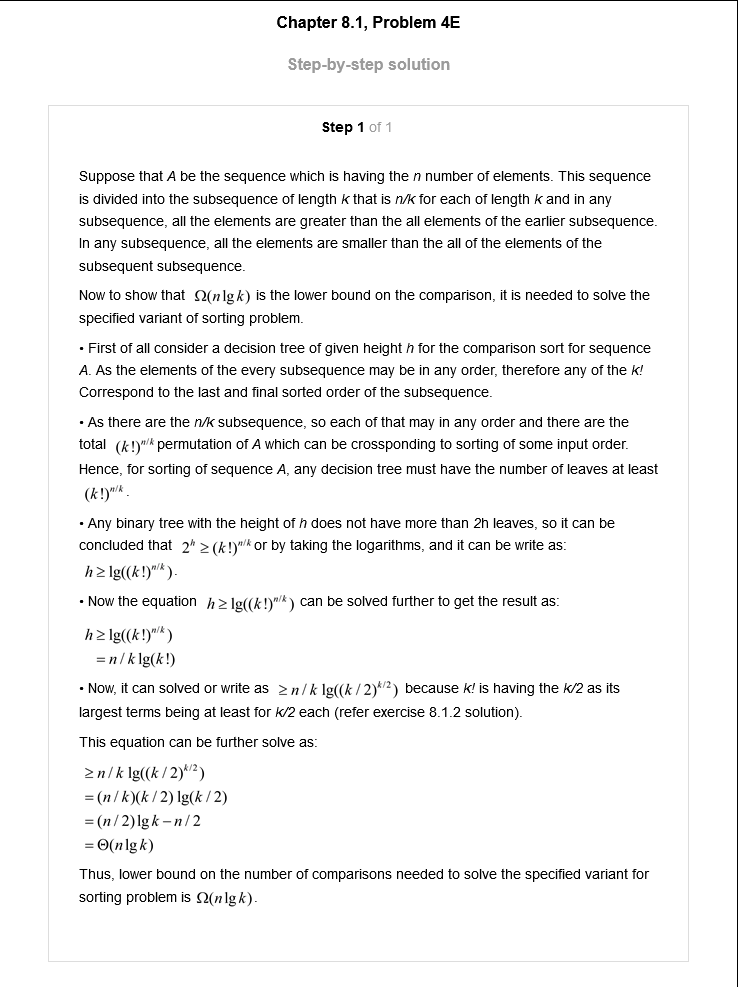 Chapter 8.1, Problem 4E
Step-by-step solution
Step 1 of 1
Suppose that A be the sequence which is having the n number of elements. This sequence
is divided into the subsequence of length k that is n/k for each of length k and in any
subsequence, all the elements are greater than the all elements of the earlier subsequence.
In any subsequence, all the elements are smaller than the all of the elements of the
subsequent subsequence.
Now to show that Ω(n lg k) is the lower bound on the comparison, it is needed to solve the
specified variant of sorting problem.
• First of all consider a decision tree of given height h for the comparison sort for sequence
A. As the elements of the every subsequence may be in any order, therefore any of the k!
Correspond to the last and final sorted order of the subsequence.
• As there are the n/k subsequence, so each of that may in any order and there are the
total (k!)^{n/k} permutation of A which can be crossponding to sorting of some input order.
Hence, for sorting of sequence A, any decision tree must have the number of leaves at least
(k!)^{n/k}.
• Any binary tree with the height of h does not have more than 2h leaves, so it can be
concluded that 2^h ≥ (k!)^{n/k} or by taking the logarithms, and it can be write as:
h ≥ lg((k!)^{n/k}).
• Now the equation h ≥ lg((k!)^{n/k}) can be solved further to get the result as:
h ≥ lg((k!)^{n/k})
= n / k lg(k!)
• Now, it can solved or write as ≥ n / k lg((k / 2)^{k/2}) because k! is having the k/2 as its
largest terms being at least for k/2 each (refer exercise 8.1.2 solution).
This equation can be further solve as:
≥ n / k lg((k / 2)^{k/2})
= (n / k)(k / 2) lg(k / 2)
= (n / 2) lg k − n / 2
= Θ(n lg k)
Thus, lower bound on the number of comparisons needed to solve the specified variant for
sorting problem is Ω(n lg k).